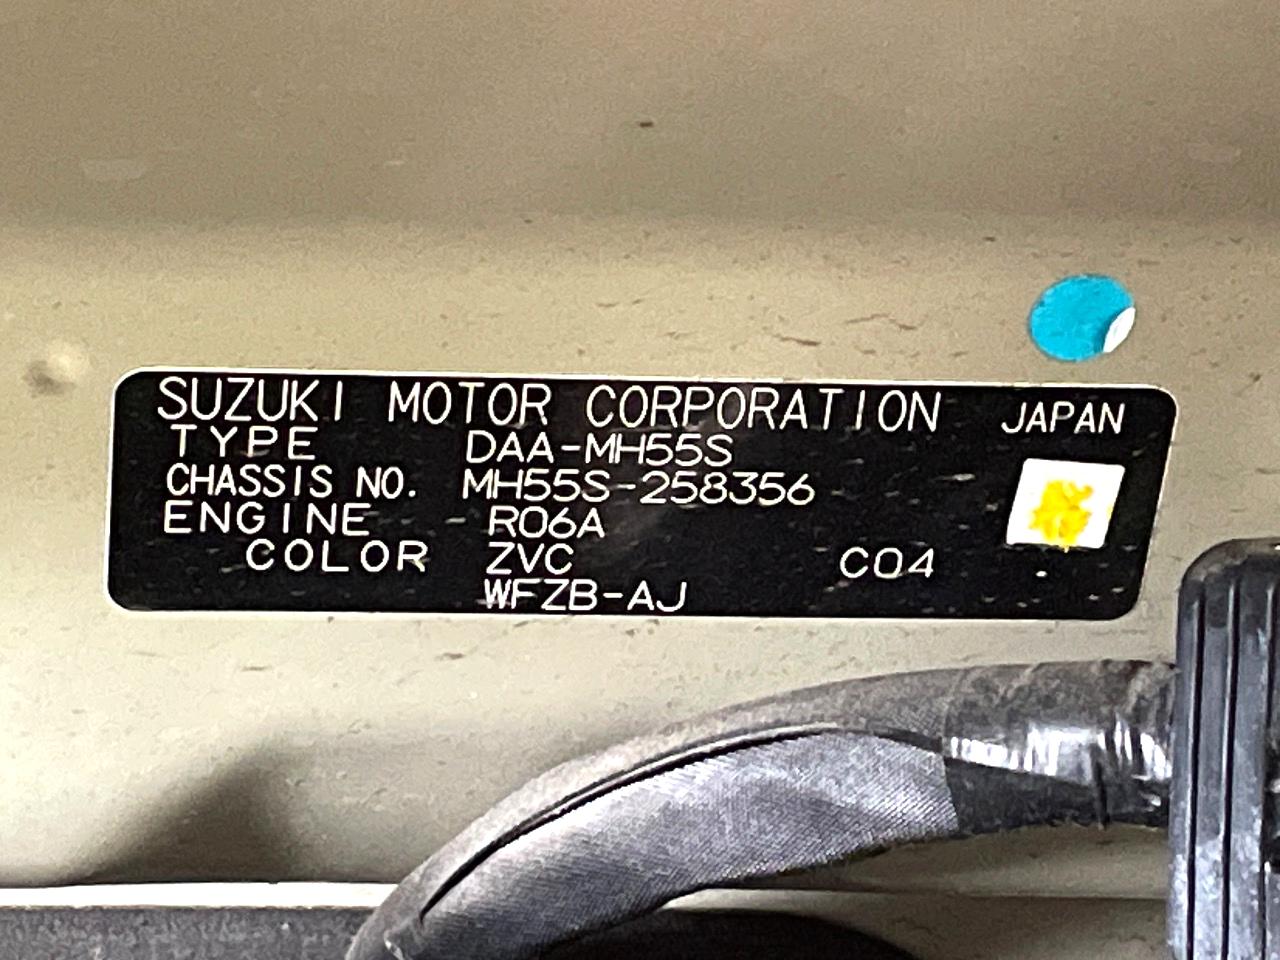 SUZUKI MOTOR CORPORATION JAPAN
TYPE DAA-MH55S
CHASSIS NO. MH55S-258356
ENGINE R06A
COLOR ZVC C04
WFZB-AJ